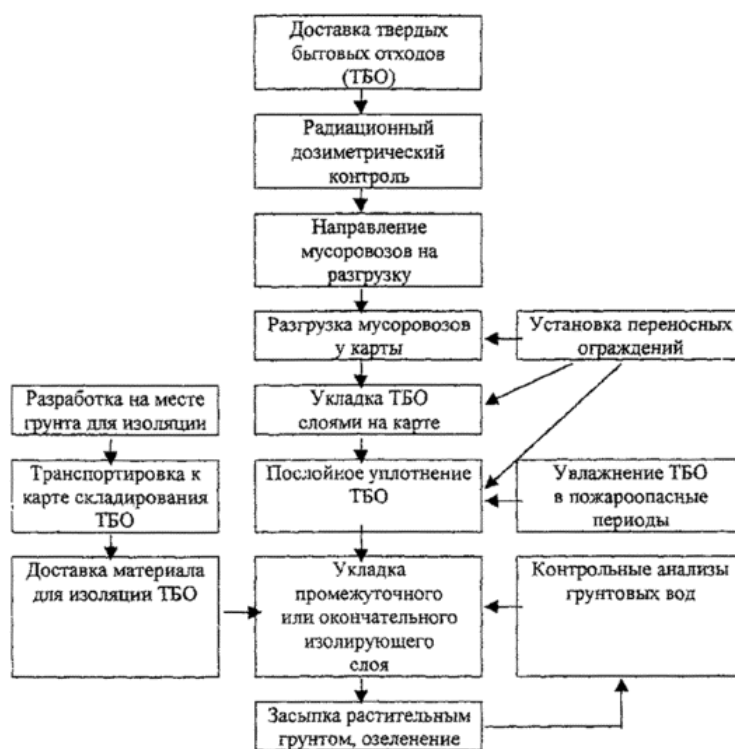 Доставка твердых
бытовых отходов
(ТБО)
Радиационный
дозиметрический
контроль
Направление
мусоровозов на
разгрузку
Разгрузка мусоровозов
у карты
Установка переносных
ограждений
Разработка на месте
грунта для изоляции
Укладка ТБО
слоями на карте
Транспортировка к
карте складирования
ТБО
Послойное уплотнение
ТБО
Увлажнение ТБО
в пожароопасные
периоды
Доставка материала
для изоляции ТБО
Укладка
промежуточного
или окончательного
изолирующего
слоя
Контрольные анализы
грунтовых вод
Засыпка растительным
грунтом, озеленение